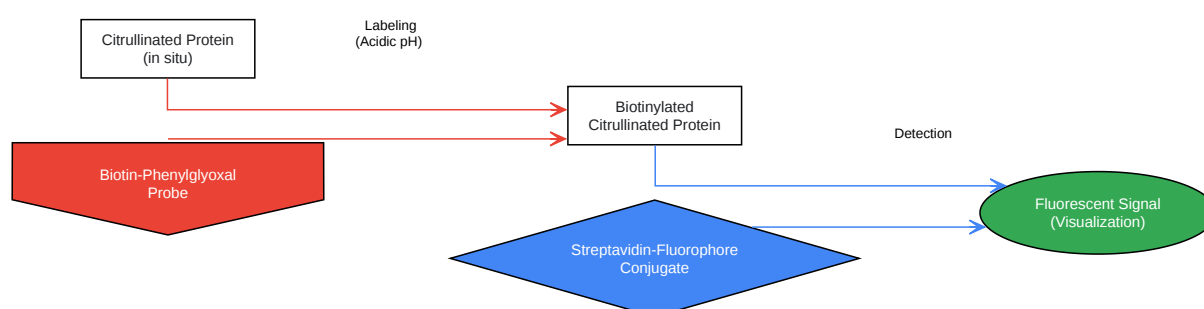 Citrullinated Protein
(in situ)
Labeling
(Acidic pH)
Biotinylated
Citrullinated Protein
Biotin-Phenylglyoxal
Probe
Detection
Fluorescent Signal
(Visualization)
Streptavidin-Fluorophore
Conjugate